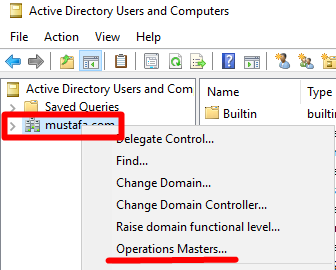 Active Directory Users and Computers
File Action View Help
Active Directory Users and Com
Name Type
Saved Queries
Builtin builtin
mustafa.com
Delegate Control...
Find...
Change Domain...
Change Domain Controller...
Raise domain functional level...
Operations Masters...